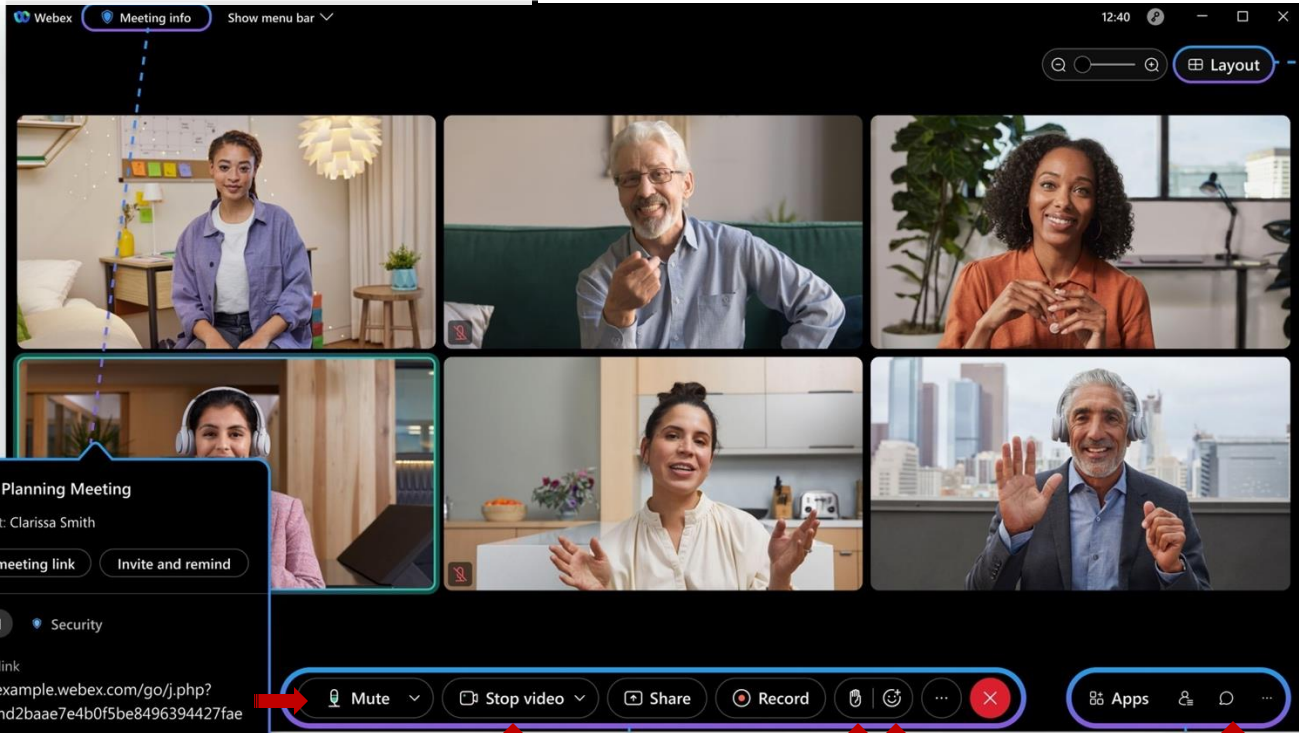 Webex
Meeting info
Show menu bar
12:40
Layout
Planning Meeting
t: Clarissa Smith
meeting link
Invite and remind
Security
link
example.webex.com/go/j.php?
nd2baae7e4b0f5be8496394427fae
Mute
Stop video
Share
Record
Apps